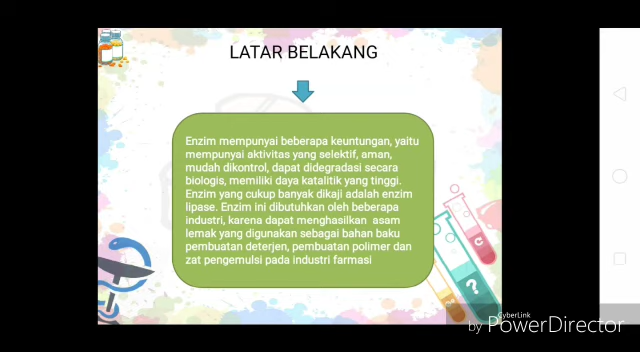 LATAR BELAKANG
Enzim mempunyai beberapa keuntungan, yaitu
mempunyai aktivitas yang selektif, aman,
mudah dikontrol, dapat didegradasi secara
biologis, memiliki daya katalitik yang tinggi.
Enzim yang cukup banyak dikaji adalah enzim
lipase. Enzim ini dibutuhkan oleh beberapa
industri, karena dapat menghasilkan asam
lemak yang digunakan sebagai bahan baku
pembuatan deterjen, pembuatan polimer dan
zat pengemulsi pada industri farmasi
?
CyberLink
by PowerDirector